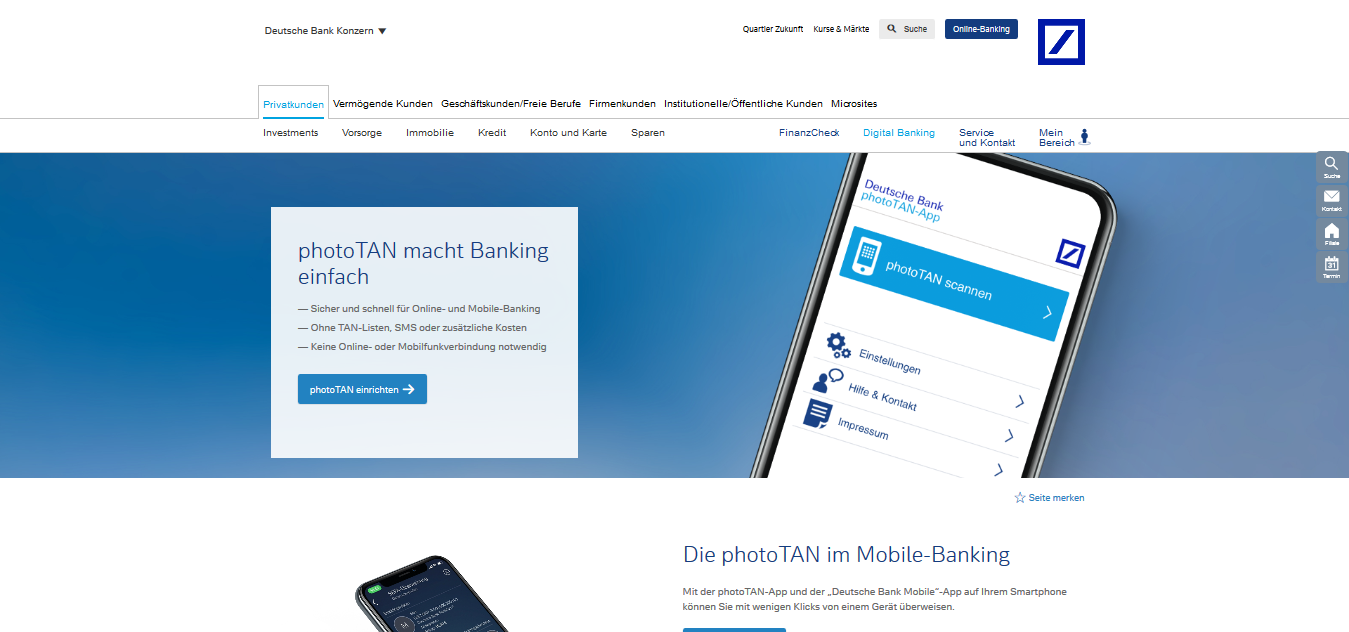 Deutsche Bank Konzern
Quartier Zukunft
Kurse & Märkte
Suche
Online-Banking
Privatkunden
Vermögende Kunden
Geschäftskunden/Freie Berufe
Firmenkunden
Institutionelle/Öffentliche Kunden
Microsites
Investments
Vorsorge
Immobilie
Kredit
Konto und Karte
Sparen
FinanzCheck
Digital Banking
Service
und Kontakt
Mein
Bereich
photoTAN macht Banking
einfach
— Sicher und schnell für Online- und Mobile-Banking
— Ohne TAN-Listen, SMS oder zusätzliche Kosten
— Keine Online- oder Mobilfunkverbindung notwendig
photoTAN einrichten
Deutsche Bank
photoTAN-App
photoTAN scannen
Einstellungen
Hilfe & Kontakt
Impressum
Suche
Kontakt
Filiale
31
Termin
Seite merken
Die photoTAN im Mobile-Banking
Mit der photoTAN-App und der „Deutsche Bank Mobile"-App auf Ihrem Smartphone
können Sie mit wenigen Klicks von einem Gerät überweisen.